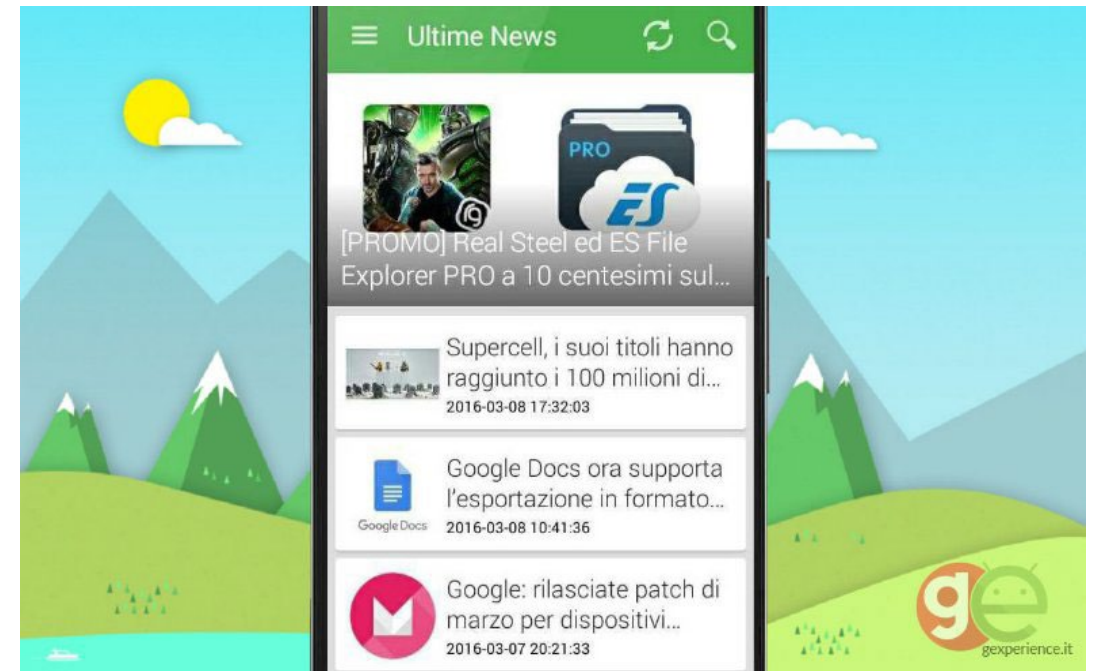 Ultime News
PRO
ES
[PROMO] Real Steel ed ES File
Explorer PRO a 10 centesimi sul...
Supercell, i suoi titoli hanno
raggiunto i 100 milioni di...
2016-03-08 17:32:03
Google Docs ora supporta
l'esportazione in formato...
2016-03-08 10:41:36
Google Docs
Google: rilasciate patch di
marzo per dispositivi...
2016-03-07 20:21:33
ge
gexperience.it